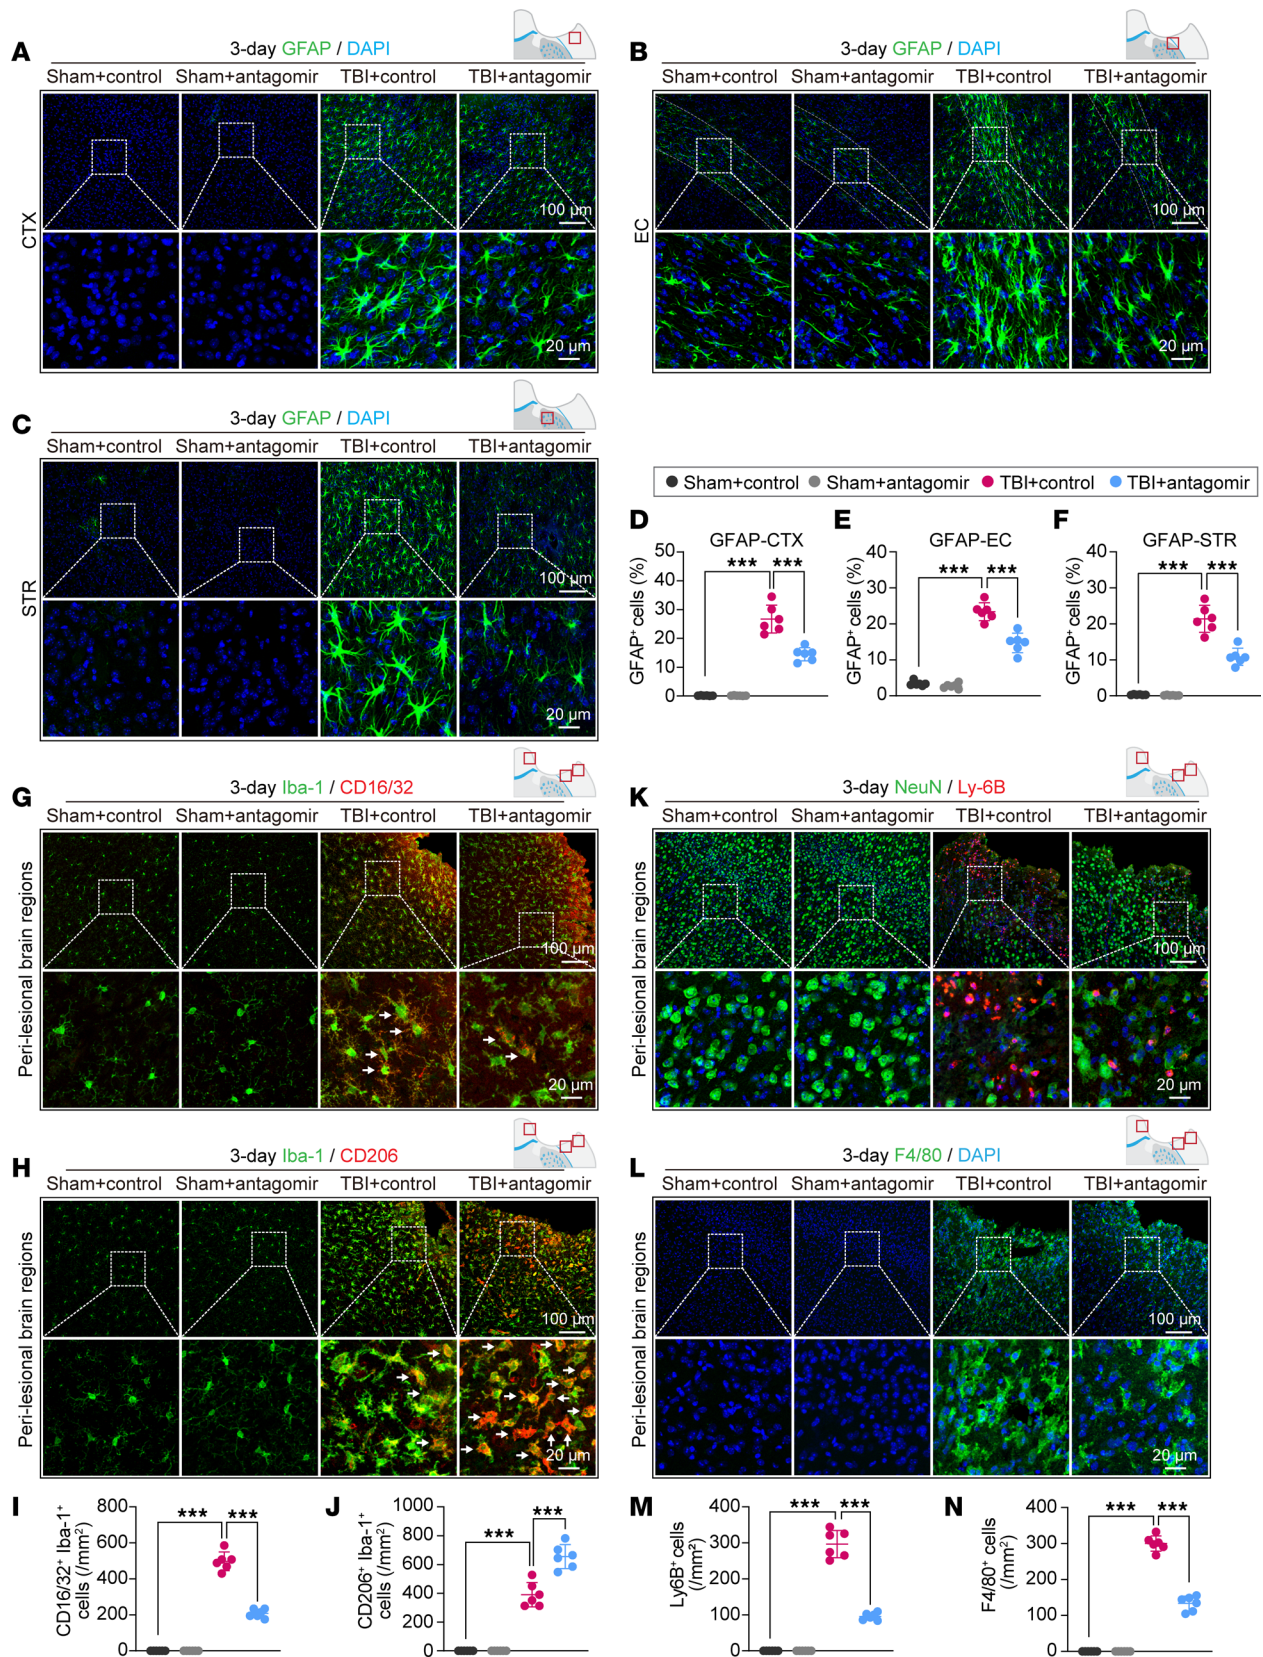 A
3-day GFAP / DAPI
Sham+control Sham+antagomir TBI+control TBI+antagomir
CTX
100 µm
20 µm
B
3-day GFAP / DAPI
Sham+control Sham+antagomir TBI+control TBI+antagomir
EC
100 µm
20 µm
C
3-day GFAP / DAPI
Sham+control Sham+antagomir TBI+control TBI+antagomir
STR
100 µm
20 µm
Sham+control Sham+antagomir TBI+control TBI+antagomir
D
GFAP-CTX
GFAP⁺ cells (%)
50
40
30
20
10
0
*** ***
E
GFAP-EC
GFAP⁺ cells (%)
40
30
20
10
0
*** ***
F
GFAP-STR
GFAP⁺ cells (%)
40
30
20
10
0
*** ***
G
3-day Iba-1 / CD16/32
Sham+control Sham+antagomir TBI+control TBI+antagomir
Peri-lesional brain regions
100 µm
20 µm
K
3-day NeuN / Ly-6B
Sham+control Sham+antagomir TBI+control TBI+antagomir
Peri-lesional brain regions
100 µm
20 µm
H
3-day Iba-1 / CD206
Sham+control Sham+antagomir TBI+control TBI+antagomir
Peri-lesional brain regions
100 µm
20 µm
L
3-day F4/80 / DAPI
Sham+control Sham+antagomir TBI+control TBI+antagomir
Peri-lesional brain regions
100 µm
20 µm
I
CD16/32⁺ Iba-1⁺
cells (/mm²)
800
600
400
200
0
*** ***
J
CD206⁺ Iba-1⁺
cells (/mm²)
1000
800
600
400
200
0
*** ***
M
Ly6B⁺ cells
(/mm²)
400
300
200
100
0
*** ***
N
F4/80⁺ cells
(/mm²)
400
300
200
100
0
*** ***